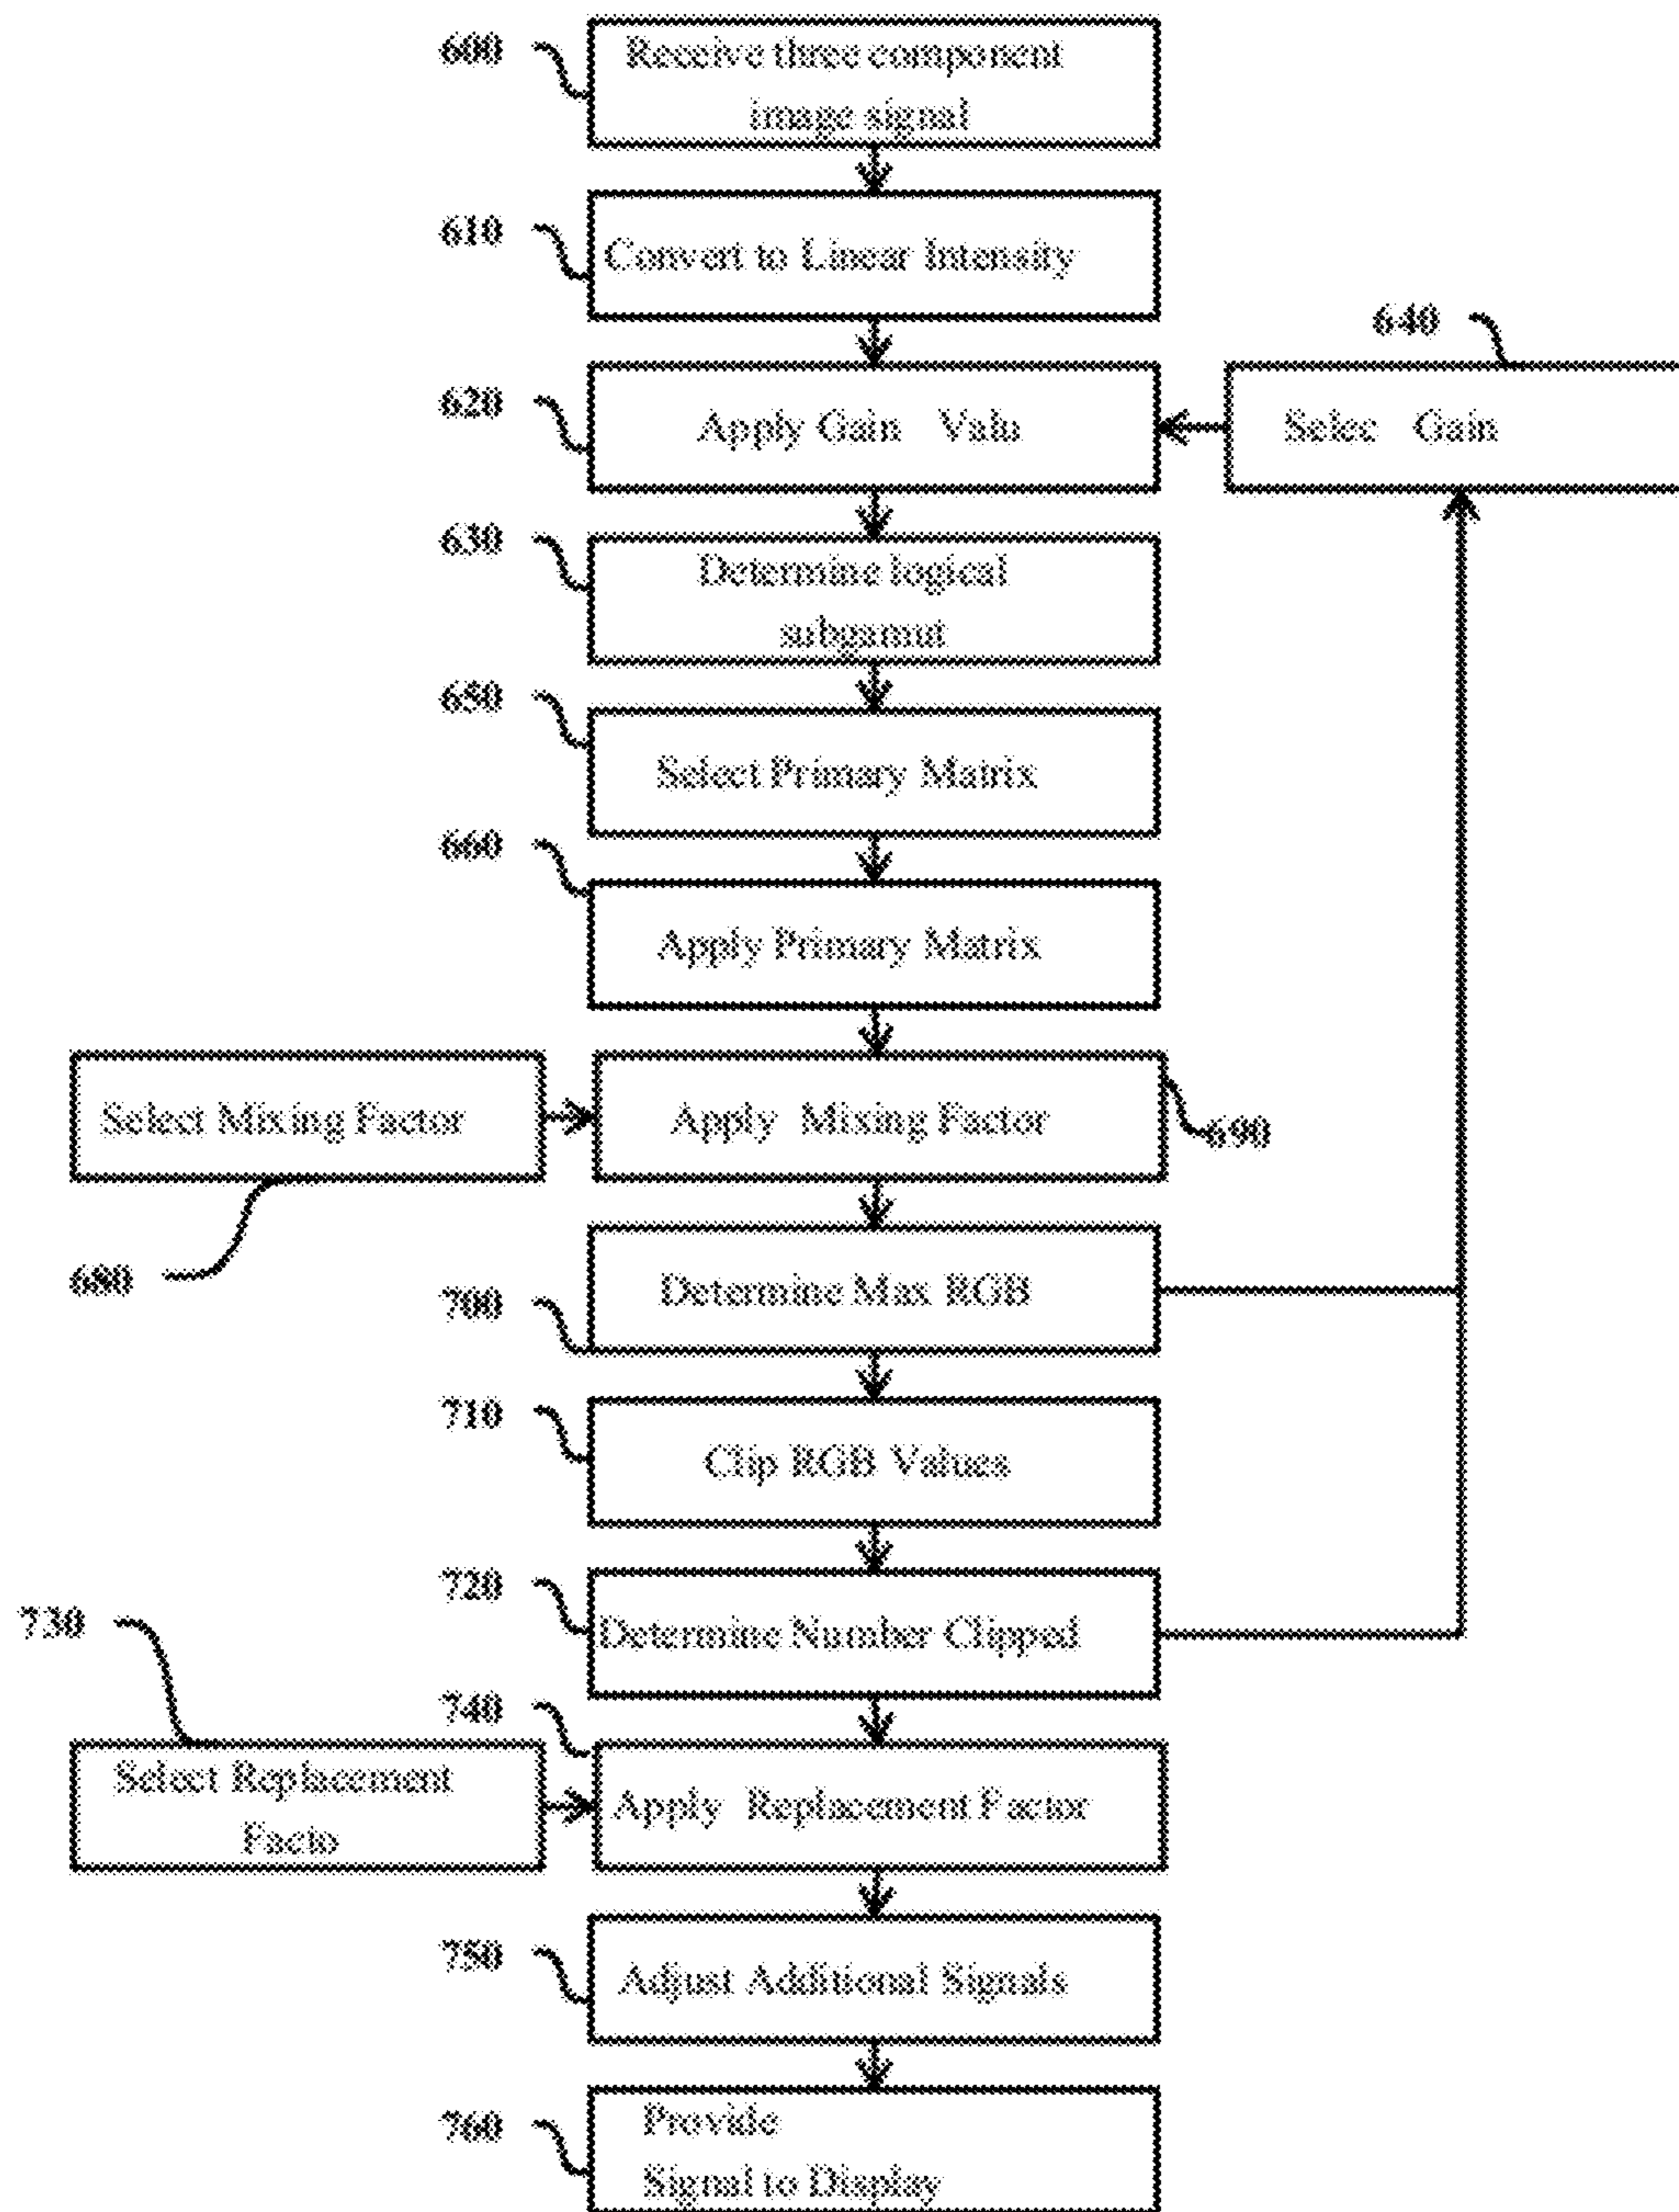 600
Receive three component
image signal
610
Convert to Linear Intensity
640
620
Apply Gain Valu
Selec Gain
630
Determine logical
subgamut
650
Select Primary Matrix
660
Apply Primary Matrix
Select Mixing Factor
Apply Mixing Factor
690
680
700
Determine Max RGB
710
Clip RGB Values
720
730
Determine Number Clipped
740
Select Replacement
Facto
Apply Replacement Factor
750
Adjust Additional Signals
760
Provide
Signal to Display